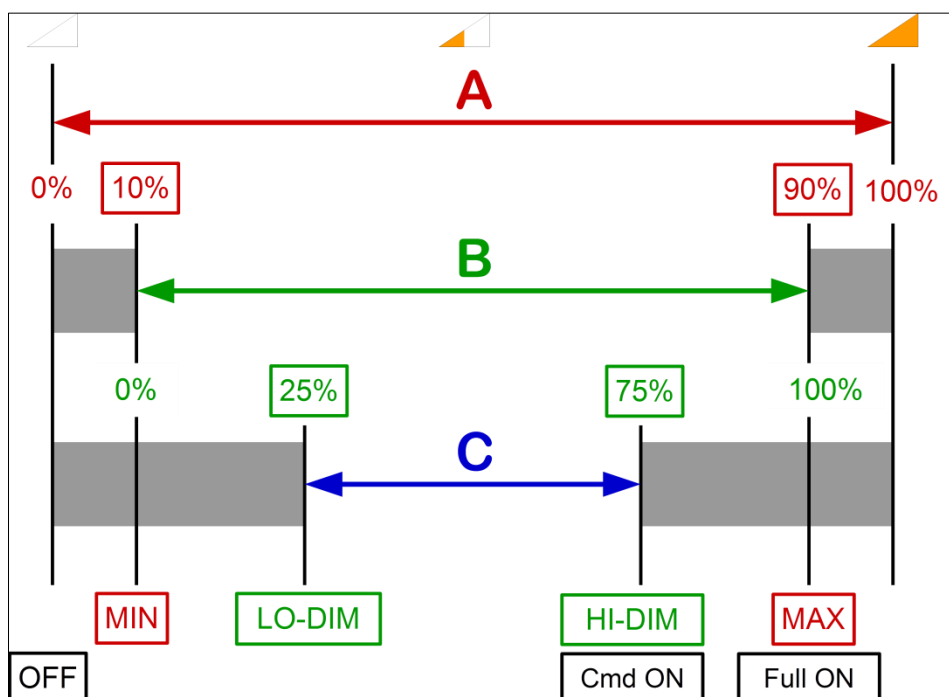 A
0% 10% 90% 100%
B
0% 25% 75% 100%
C
MIN LO-DIM HI-DIM MAX
OFF Cmd ON Full ON